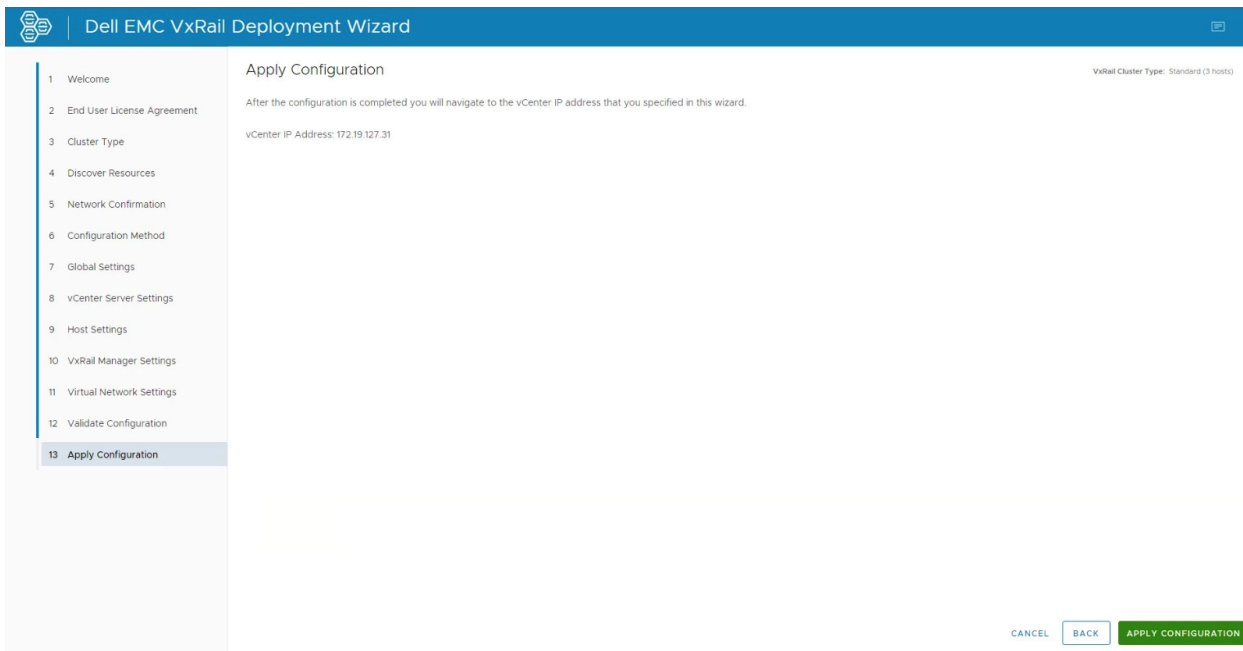 Dell EMC VxRail Deployment Wizard
1 Welcome
2 End User License Agreement
3 Cluster Type
4 Discover Resources
5 Network Confirmation
6 Configuration Method
7 Global Settings
8 vCenter Server Settings
9 Host Settings
10 VxRail Manager Settings
11 Virtual Network Settings
12 Validate Configuration
13 Apply Configuration
Apply Configuration
VxRail Cluster Type: Standard (3 hosts)
After the configuration is completed you will navigate to the vCenter IP address that you specified in this wizard.
vCenter IP Address: 172.19.127.31
CANCEL BACK APPLY CONFIGURATION